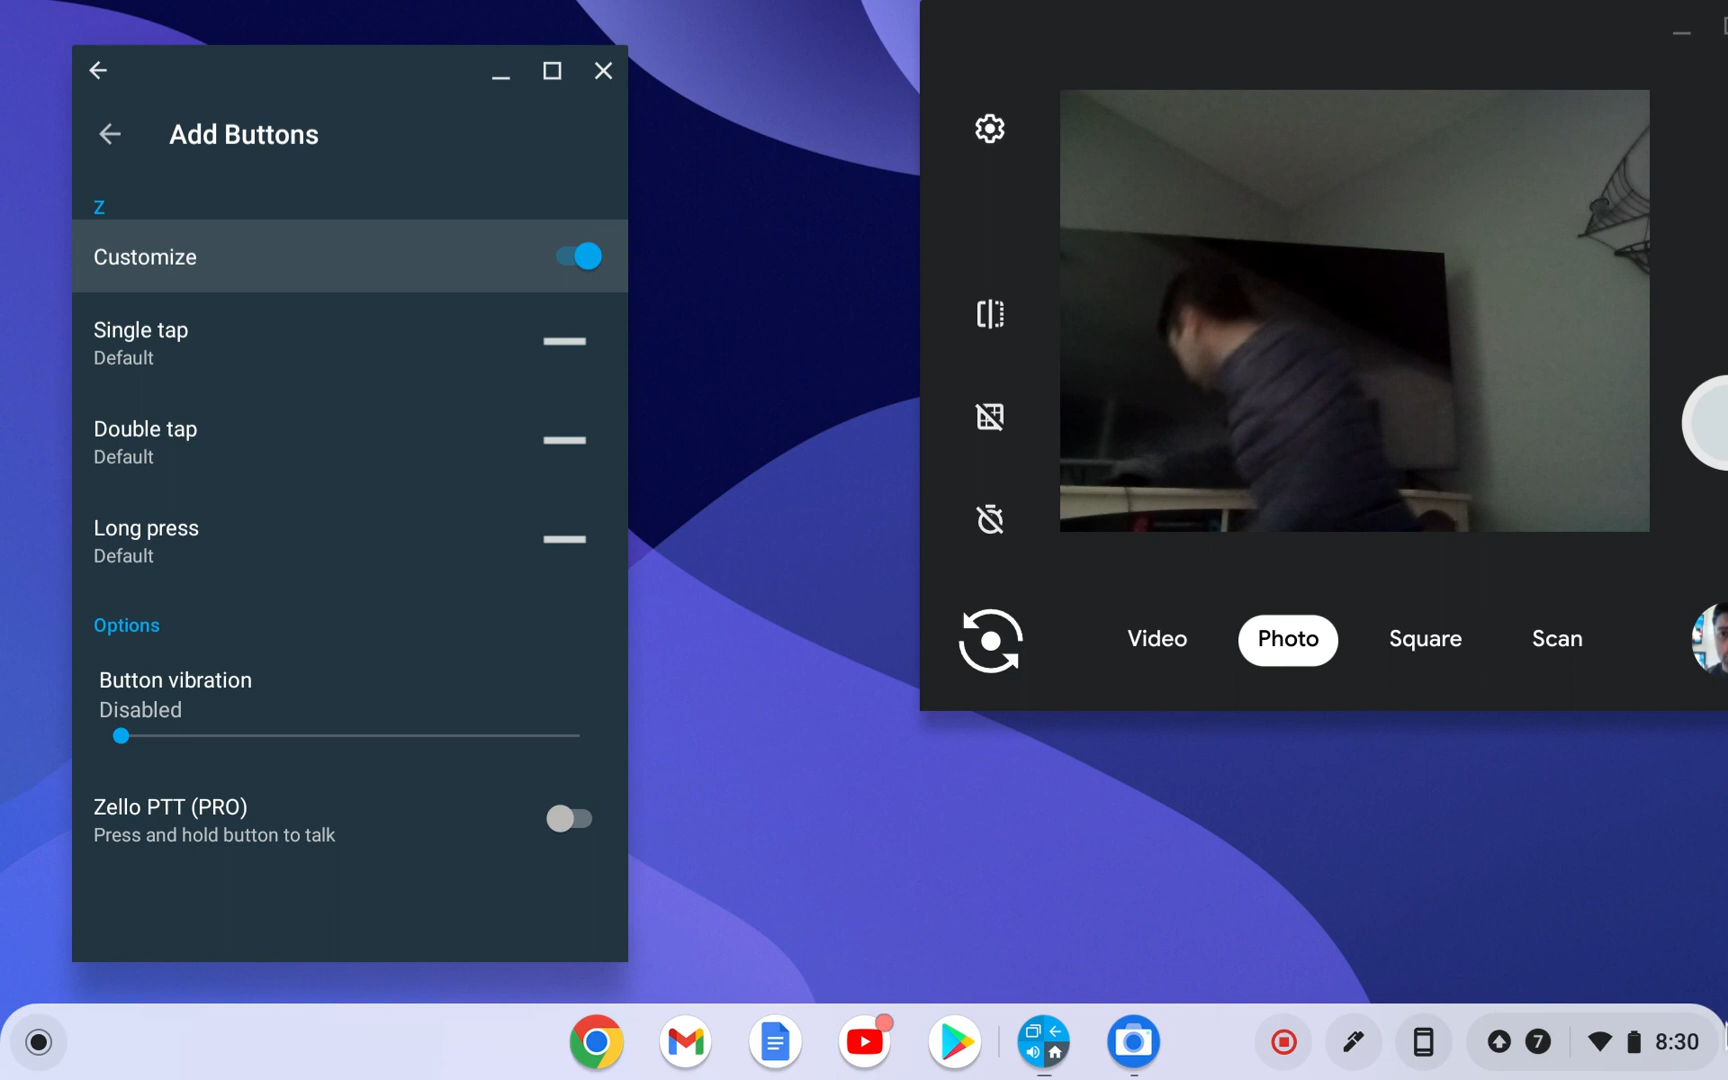 Add Buttons
Z
Customize
Single tap
Default
Double tap
Default
Long press
Default
Options
Button vibration
Disabled
Zello PTT (PRO)
Press and hold button to talk
Video
Photo
Square
Scan
7
8:30